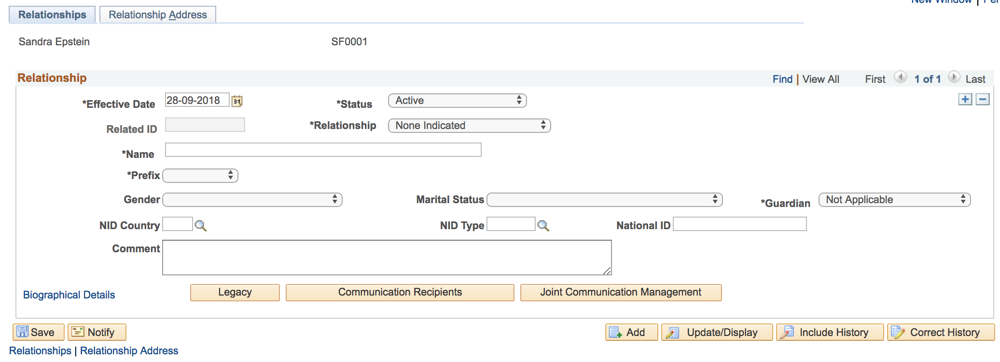 New Window | Per
Relationships Relationship Address
Sandra Epstein SF0001
Relationship Find | View All First 1 of 1 Last
*Effective Date 28-09-2018 31 *Status Active
Related ID *Relationship None Indicated
*Name
*Prefix
Gender Marital Status *Guardian Not Applicable
NID Country NID Type National ID
Comment
Biographical Details Legacy Communication Recipients Joint Communication Management
Save Notify Add Update/Display Include History Correct History
Relationships | Relationship Address